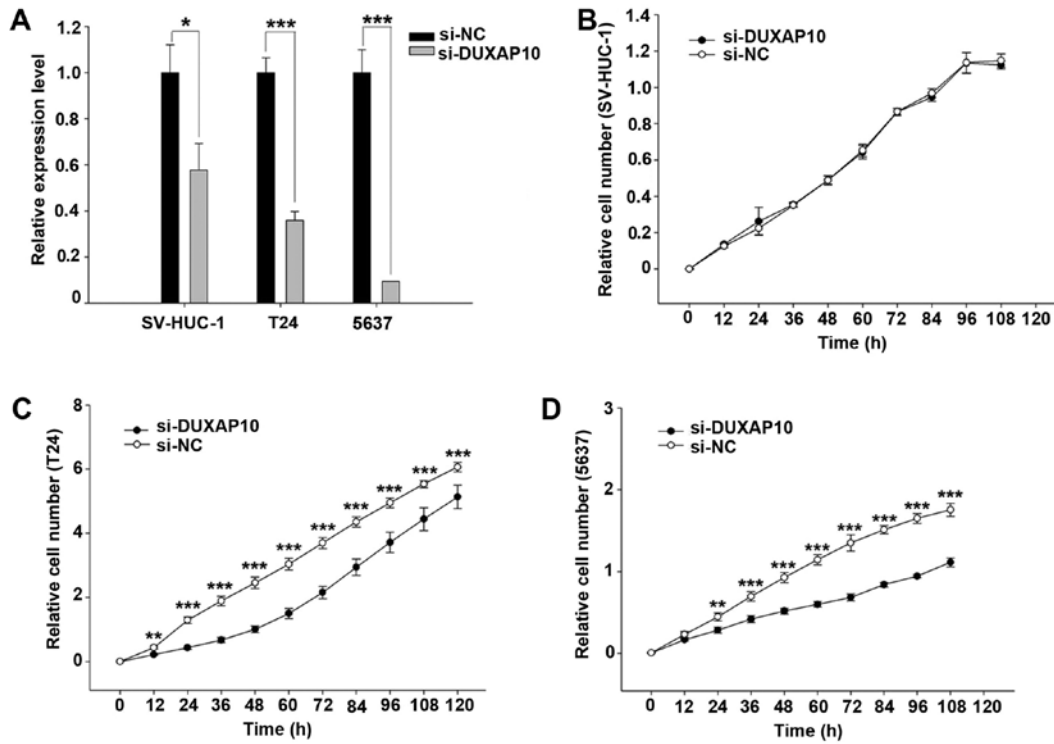 A
Relative expression level
1.2
1.0
0.8
0.6
0.4
0.2
0
*
***
***
si-NC
si-DUXAP10
SV-HUC-1
T24
5637
B
Relative cell number (SV-HUC-1)
1.4
1.2
1.0
0.8
0.6
0.4
0.2
0
si-DUXAP10
si-NC
0 12 24 36 48 60 72 84 96 108 120
Time (h)
C
Relative cell number (T24)
8
6
4
2
0
si-DUXAP10
si-NC
** *** *** *** *** *** *** *** *** ***
0 12 24 36 48 60 72 84 96 108 120
Time (h)
D
Relative cell number (5637)
3
2
1
0
si-DUXAP10
si-NC
** *** *** *** *** *** *** ***
0 12 24 36 48 60 72 84 96 108 120
Time (h)